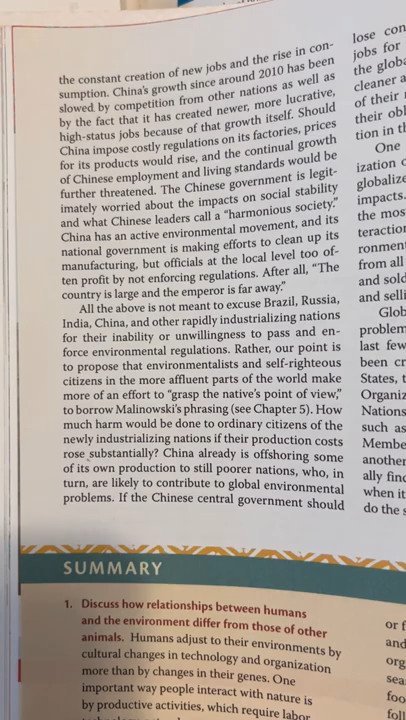 the constant creation of new jobs and the rise in con-
sumption. China's growth since around 2010 has been
slowed by competition from other nations as well as
by the fact that it has created newer, more lucrative,
high-status jobs because of that growth itself. Should
China impose costly regulations on its factories, prices
for its products would rise, and the continual growth
of Chinese employment and living standards would be
further threatened. The Chinese government is legit-
imately worried about the impacts on social stability
and what Chinese leaders call a "harmonious society."
China has an active environmental movement, and its
national government is making efforts to clean up its
manufacturing, but officials at the local level too of-
ten profit by not enforcing regulations. After all, "The
country is large and the emperor is far away."
All the above is not meant to excuse Brazil, Russia,
India, China, and other rapidly industrializing nations
for their inability or unwillingness to pass and en-
force environmental regulations. Rather, our point is
to propose that environmentalists and self-righteous
citizens in the more affluent parts of the world make
more of an effort to "grasp the native's point of view,"
to borrow Malinowski's phrasing (see Chapter 5). How
much harm would be done to ordinary citizens of the
newly industrializing nations if their production costs
rose substantially? China already is offshoring some
of its own production to still poorer nations, who, in
turn, are likely to contribute to global environmental
problems. If the Chinese central government should
lose con
jobs for
the globa
cleaner a
of their
their obl
tion in th
One
ization
globalize
impacts.
the mos
teraction
ronment
from all
and sold
and selli
Glob
problem
last few
been cr
States, t
Organiz
Nations
such as
Membe
another
ally find
when it
do the s
SUMMARY
1. Discuss how relationships between humans
and the environment differ from those of other
animals. Humans adjust to their environments by
cultural changes in technology and organization
more than by changes in their genes. One
important way people interact with nature is
by productive activities, which require labor
or f
and
org
sea
foo
foll